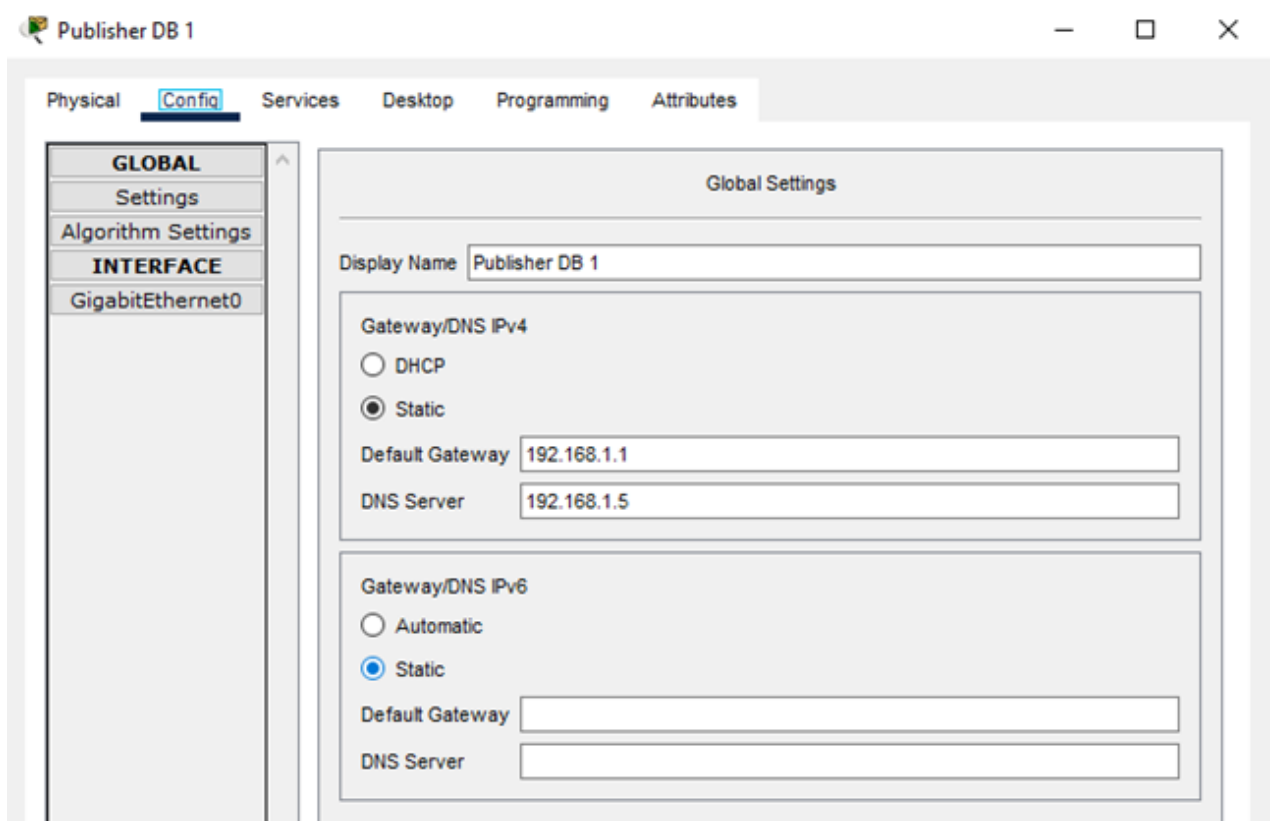 Publisher DB 1
Physical Config Services Desktop Programming Attributes
GLOBAL
Settings
Algorithm Settings
INTERFACE
GigabitEthernet0
Global Settings
Display Name Publisher DB 1
Gateway/DNS IPv4
DHCP
Static
Default Gateway 192.168.1.1
DNS Server 192.168.1.5
Gateway/DNS IPv6
Automatic
Static
Default Gateway
DNS Server